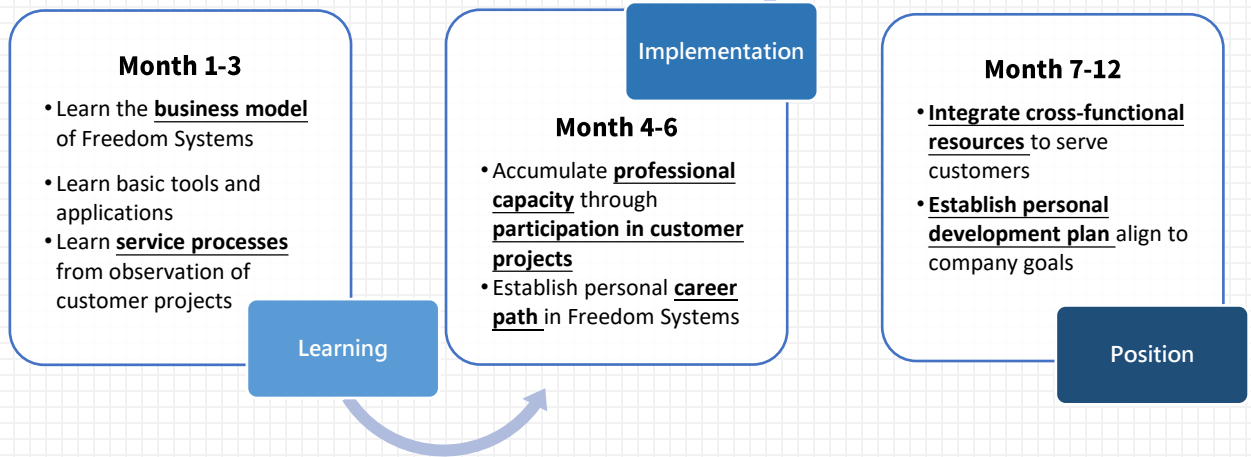 Month 1-3
• Learn the business model
of Freedom Systems
• Learn basic tools and
applications
• Learn service processes
from observation of
customer projects
Learning
Implementation
Month 4-6
• Accumulate professional
capacity through
participation in customer
projects
• Establish personal career
path in Freedom Systems
Month 7-12
• Integrate cross-functional
resources to serve
customers
• Establish personal
development plan align to
company goals
Position